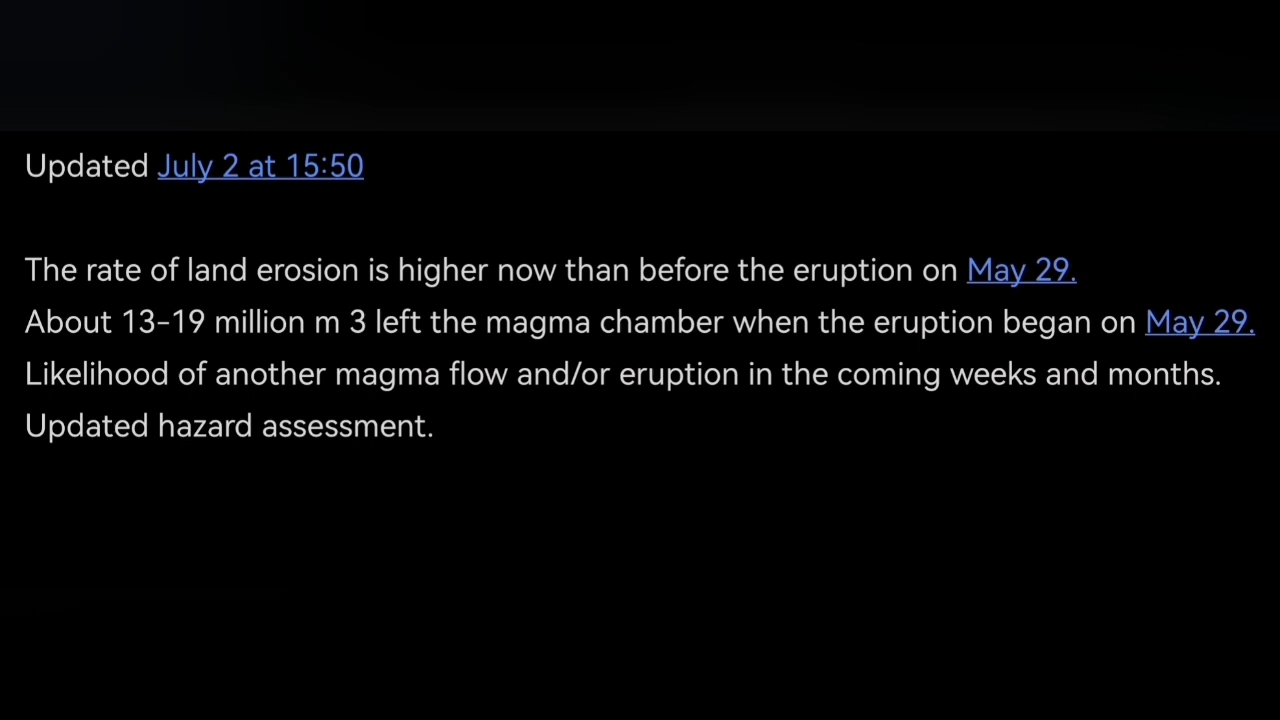 Updated July 2 at 15:50
The rate of land erosion is higher now than before the eruption on May 29.
About 13-19 million m 3 left the magma chamber when the eruption began on May 29.
Likelihood of another magma flow and/or eruption in the coming weeks and months.
Updated hazard assessment.